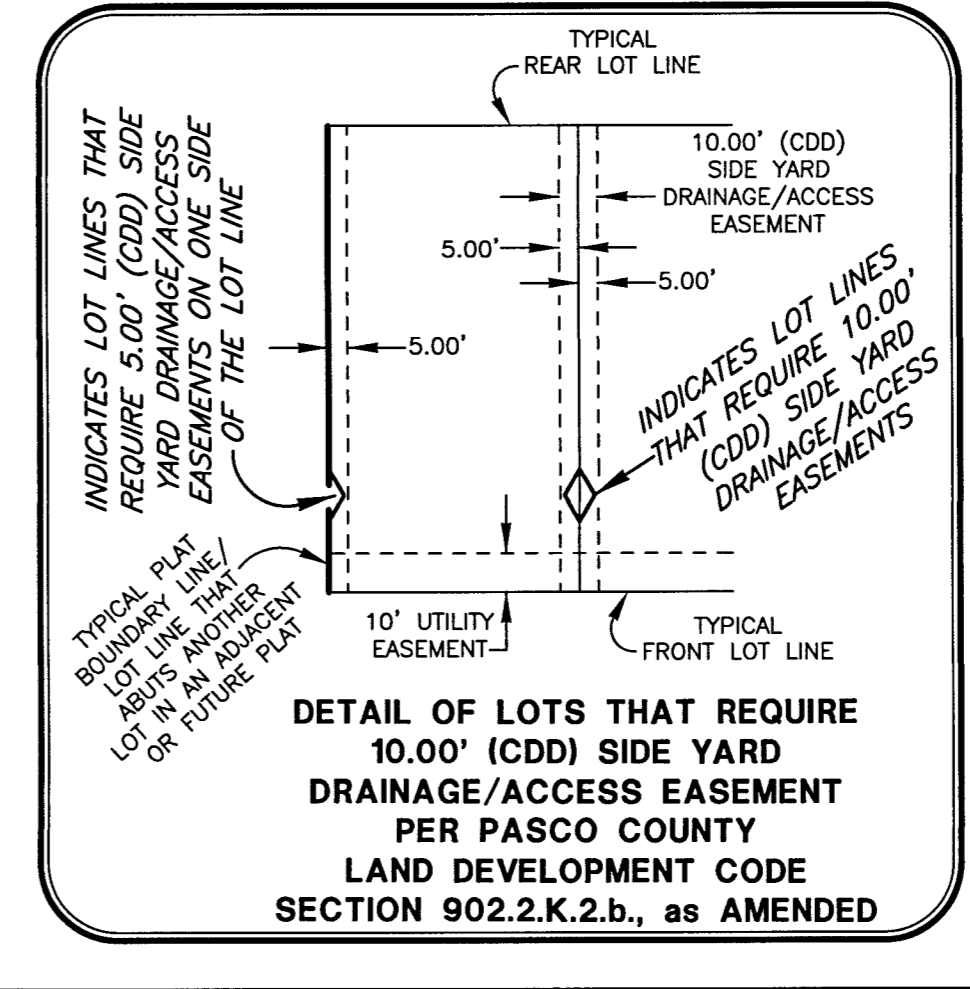 TYPICAL
REAR LOT LINE
INDICATES LOT LINES THAT
REQUIRE 5.00' (CDD) SIDE
YARD DRAINAGE/ACCESS
EASEMENTS ON ONE SIDE
OF THE LOT LINE
10.00' (CDD)
SIDE YARD
DRAINAGE/ACCESS
EASEMENT
5.00'
5.00'
5.00'
INDICATES LOT LINES
THAT REQUIRE 10.00'
(CDD) SIDE YARD
DRAINAGE/ACCESS
EASEMENTS
TYPICAL PLAT
BOUNDARY LINE/
LOT LINE THAT
ABUTS ANOTHER
LOT IN AN ADJACENT
OR FUTURE PLAT
10' UTILITY
EASEMENT
TYPICAL
FRONT LOT LINE
DETAIL OF LOTS THAT REQUIRE
10.00' (CDD) SIDE YARD
DRAINAGE/ACCESS EASEMENT
PER PASCO COUNTY
LAND DEVELOPMENT CODE
SECTION 902.2.K.2.b., as AMENDED